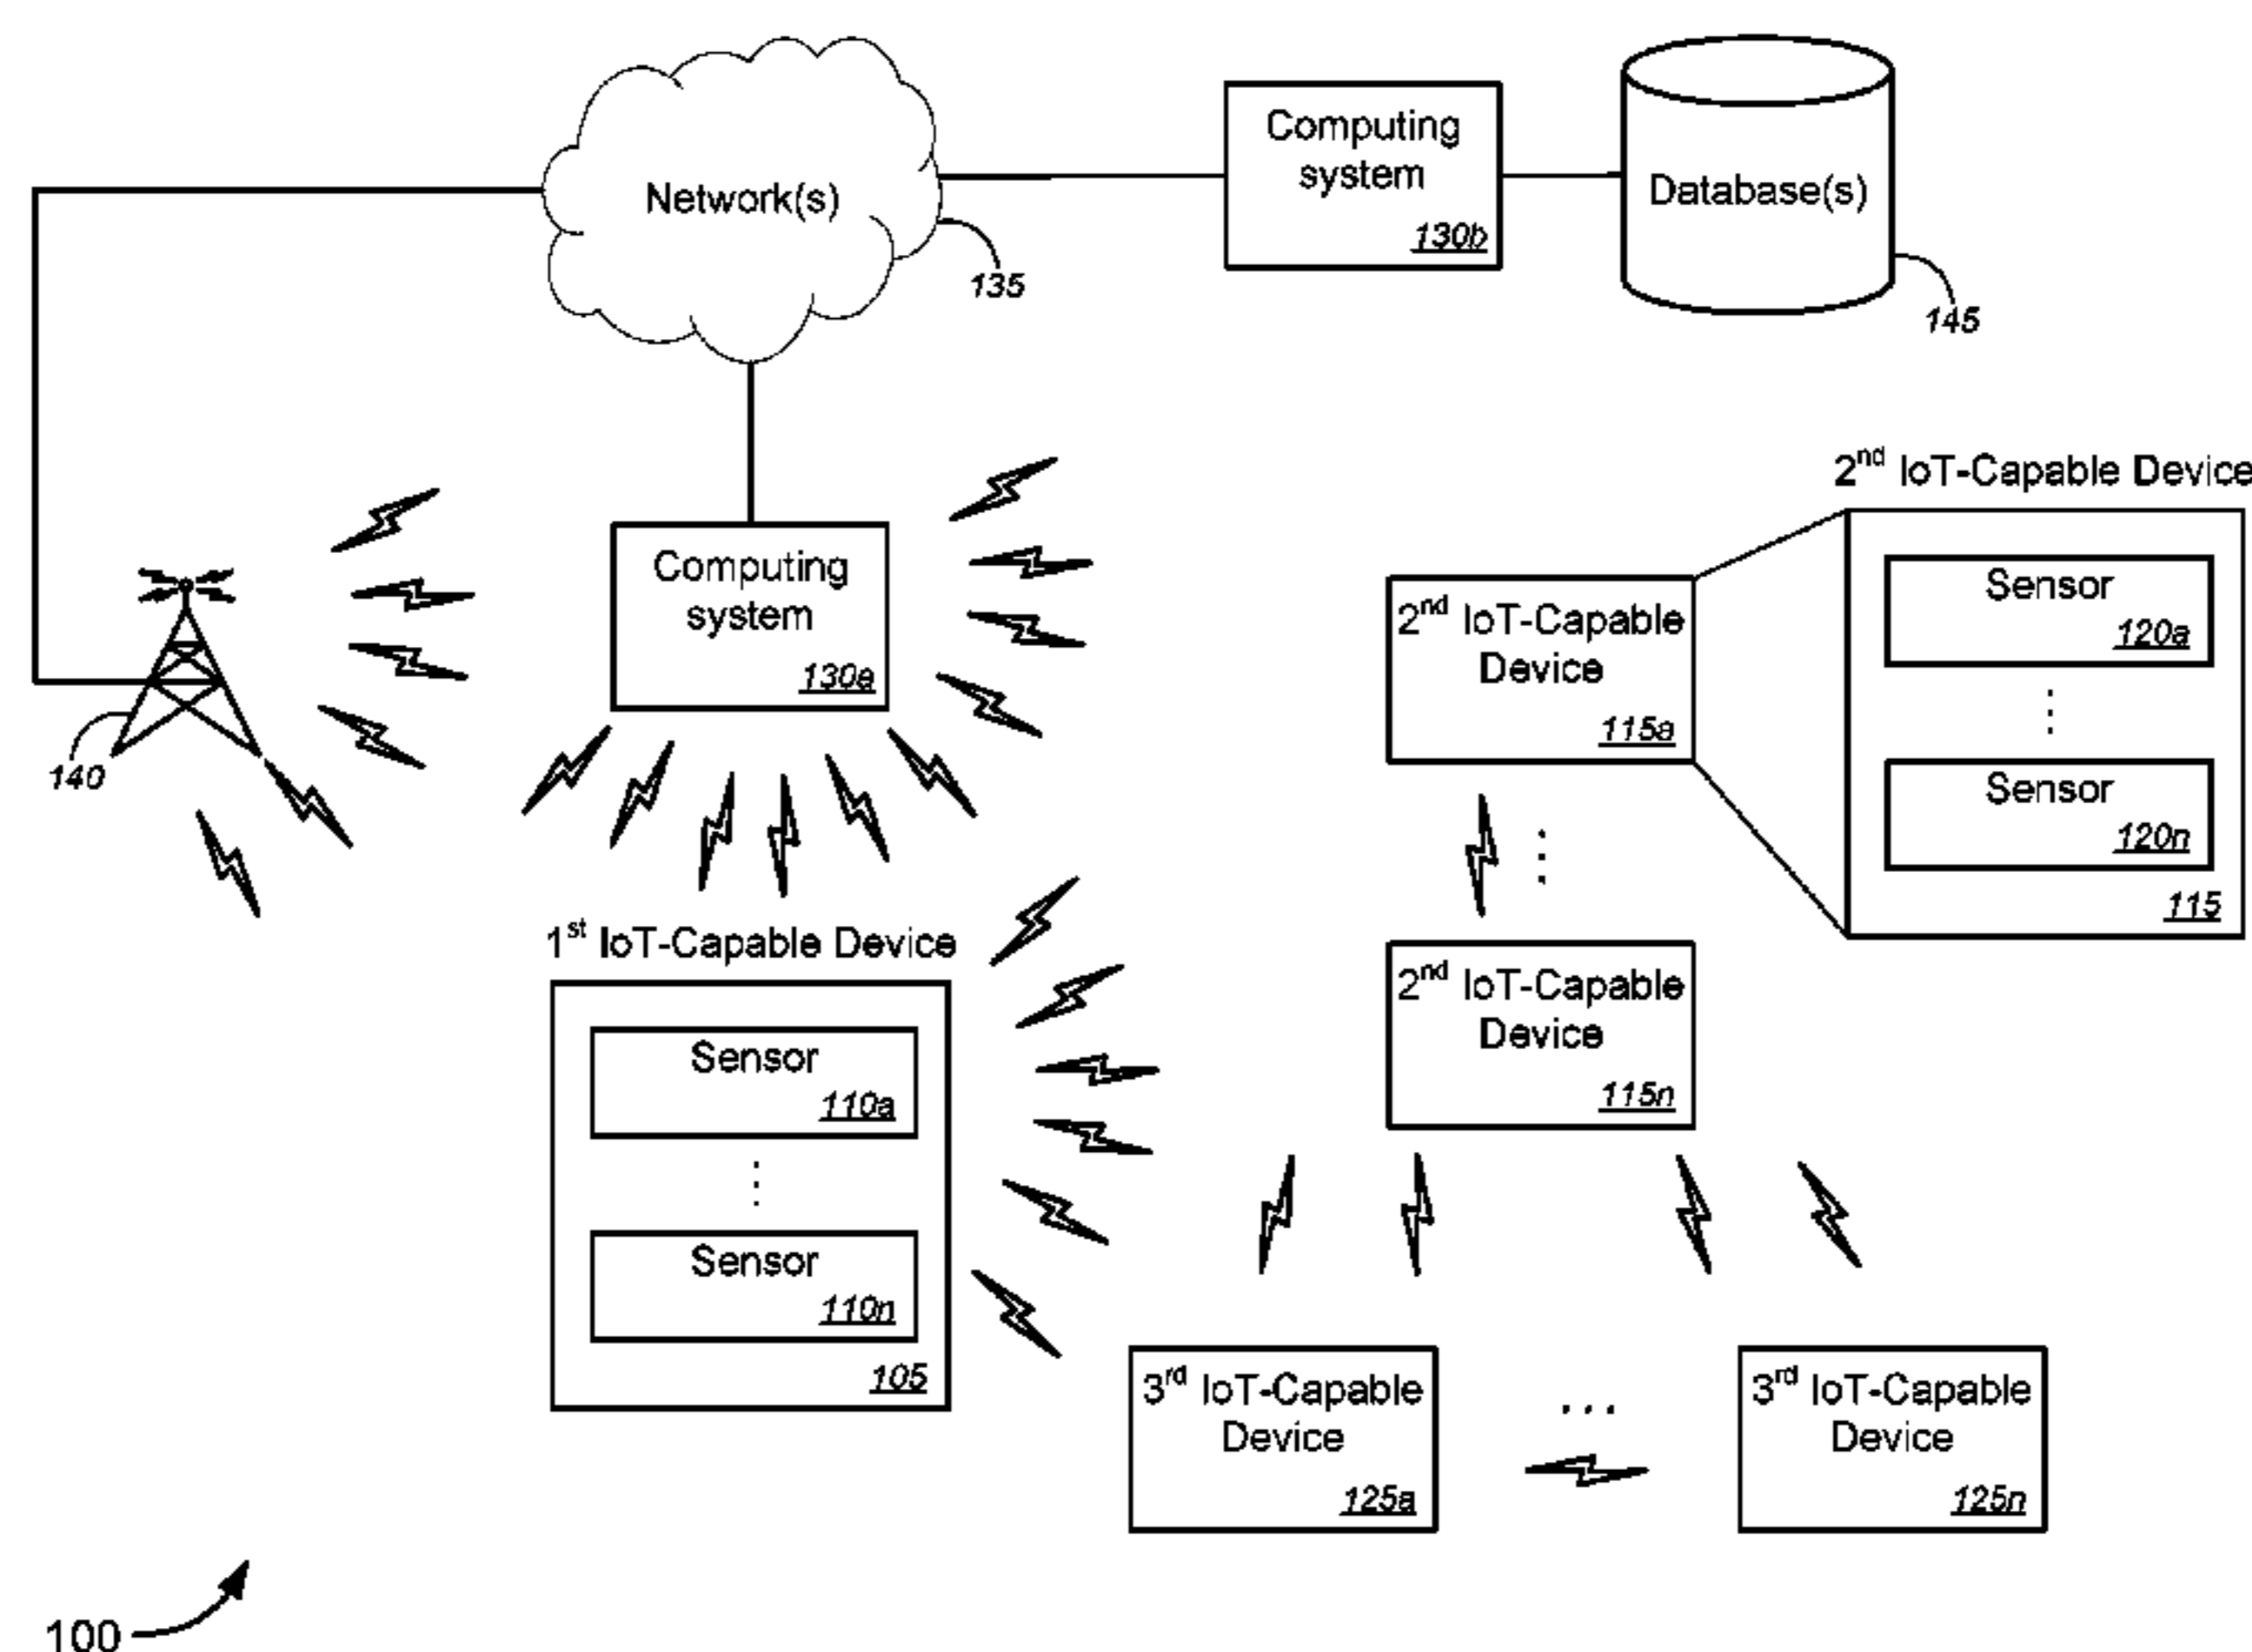 Network(s)
135
Computing
system
130b
Database(s)
145
140
Computing
system
130a
2nd IoT-Capable
Device
115a
2nd IoT-Capable Device
Sensor
120a
⋮
Sensor
120n
115
⋮
2nd IoT-Capable
Device
115n
1st IoT-Capable Device
Sensor
110a
⋮
Sensor
110n
105
3rd IoT-Capable
Device
125a
...
3rd IoT-Capable
Device
125n
100